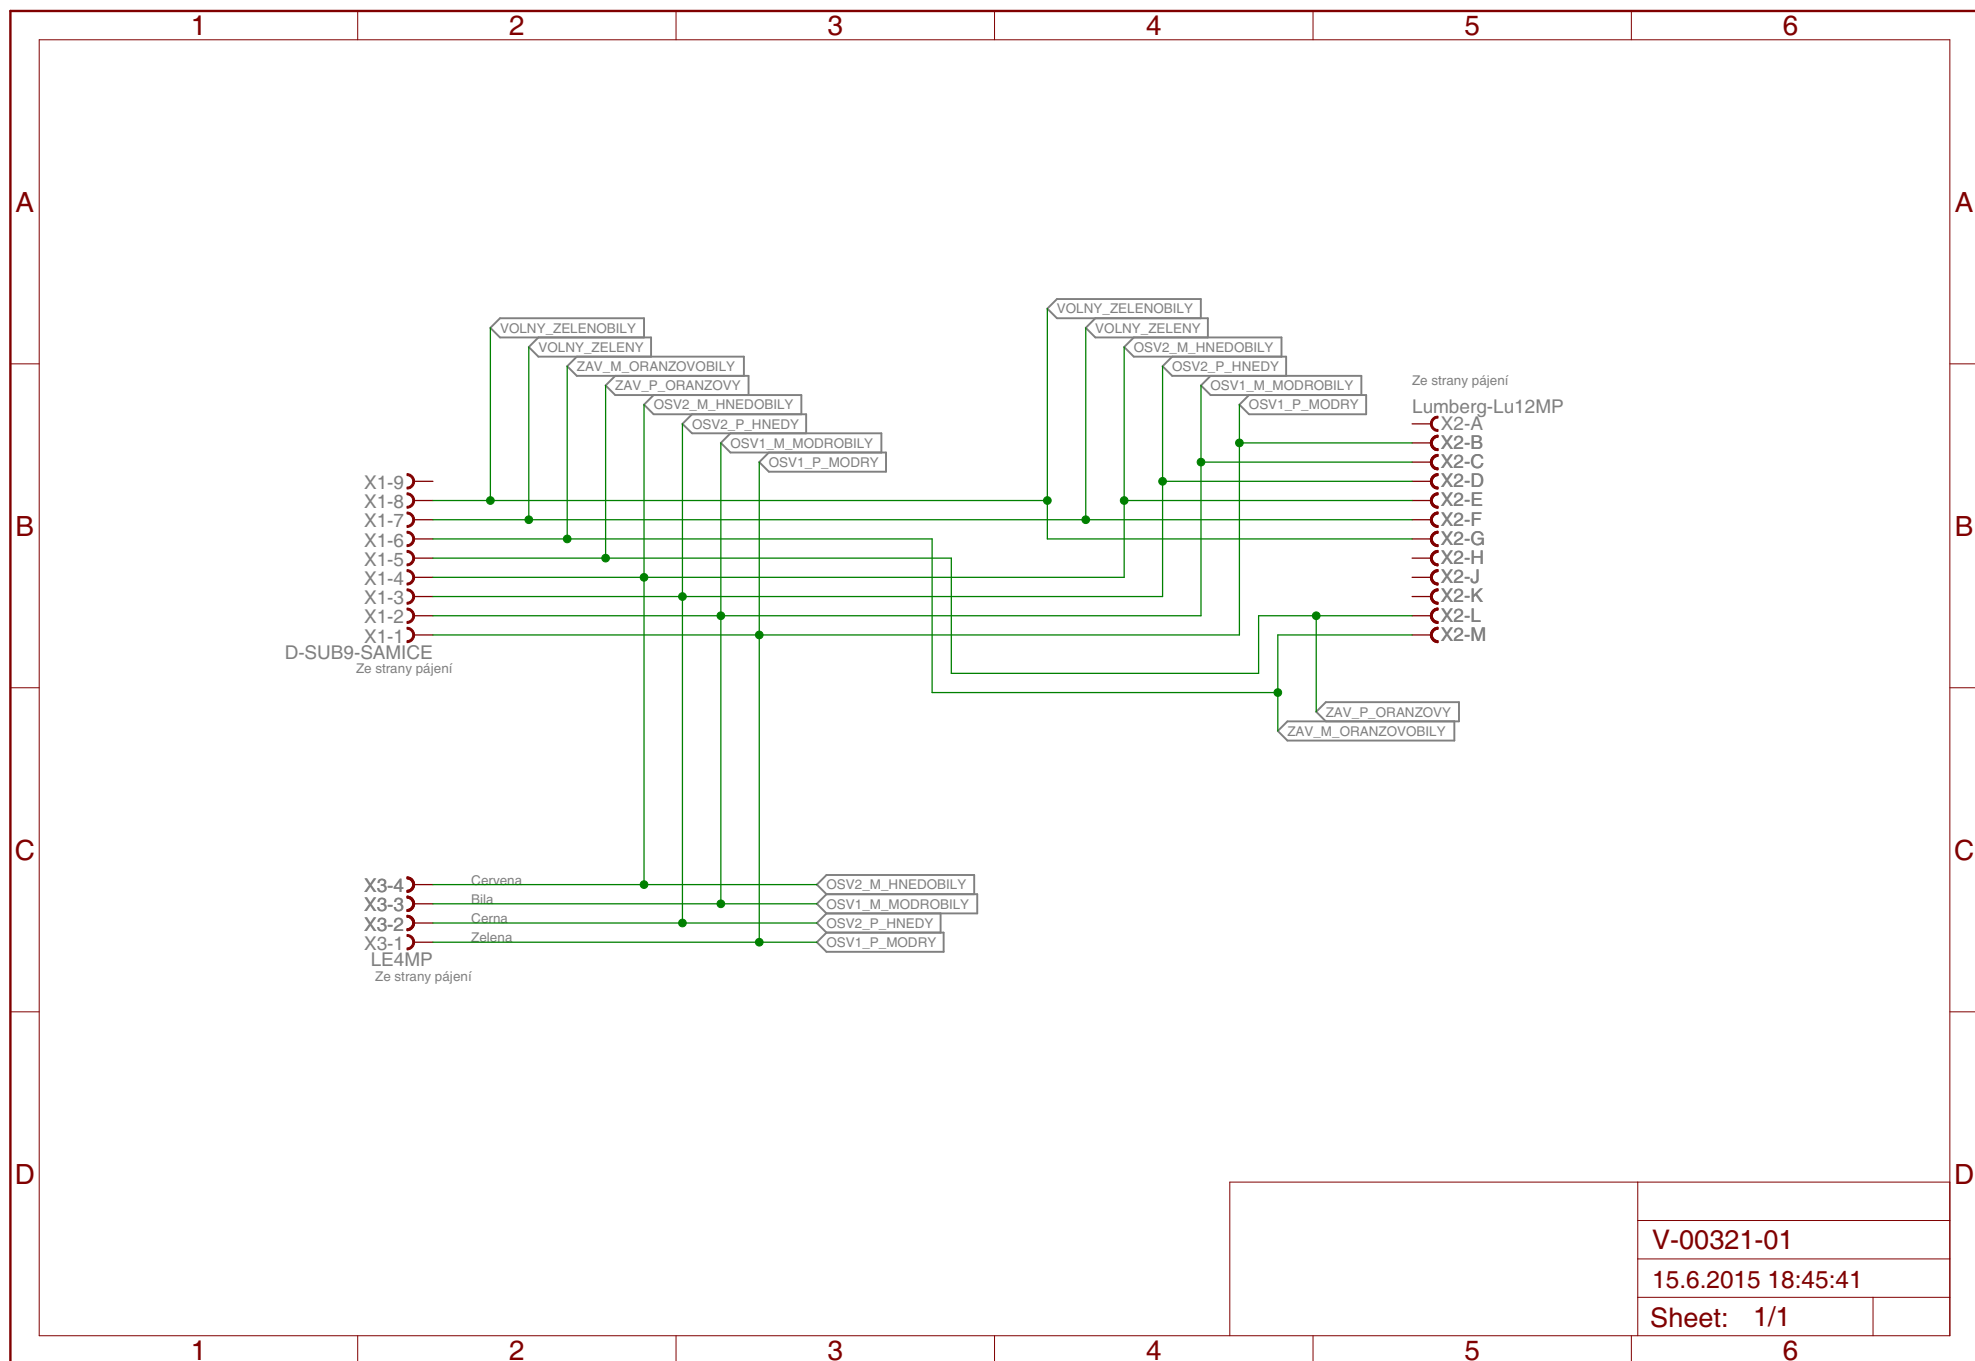 1 2 3 4 5 6
A A
VOLNY_ZELENOBILY
VOLNY_ZELENY
ZAV_M_ORANZOVOBILY
ZAV_P_ORANZOVY
OSV2_M_HNEDOBILY
OSV2_P_HNEDY
OSV1_M_MODROBILY
OSV1_P_MODRY
VOLNY_ZELENOBILY
VOLNY_ZELENY
OSV2_M_HNEDOBILY
OSV2_P_HNEDY
OSV1_M_MODROBILY
OSV1_P_MODRY
Ze strany pájení
Lumberg-Lu12MP
X2-A
X2-B
X2-C
X2-D
X2-E
X2-F
X2-G
X2-H
X2-J
X2-K
X2-L
X2-M
B B
X1-9
X1-8
X1-7
X1-6
X1-5
X1-4
X1-3
X1-2
X1-1
D-SUB9-SAMICE
Ze strany pájení
ZAV_P_ORANZOVY
ZAV_M_ORANZOVOBILY
C C
X3-4 Cervena OSV2_M_HNEDOBILY
X3-3 Bila OSV1_M_MODROBILY
X3-2 Cerna OSV2_P_HNEDY
X3-1 Zelena OSV1_P_MODRY
LE4MP
Ze strany pájení
D D
V-00321-01
15.6.2015 18:45:41
Sheet: 1/1
1 2 3 4 5 6